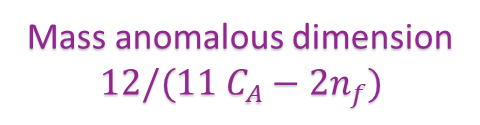 Mass anomalous dimension
12/(11 C_A − 2n_f)